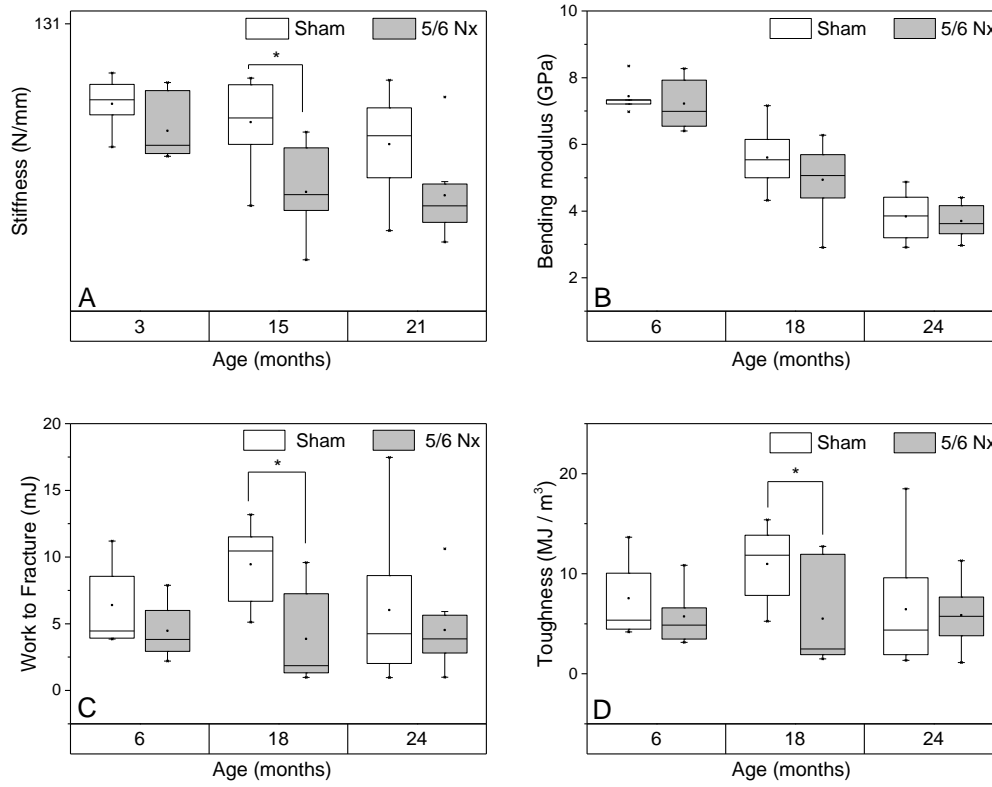 131
Sham
5/6 Nx
*
Stiffness (N/mm)
A
3
15
21
Age (months)
10
8
6
4
2
Sham
5/6 Nx
Bending modulus (GPa)
B
6
18
24
Age (months)
20
15
10
5
0
Sham
5/6 Nx
*
Work to Fracture (mJ)
C
6
18
24
Age (months)
20
10
0
Sham
5/6 Nx
*
Toughness (MJ / m³)
D
6
18
24
Age (months)